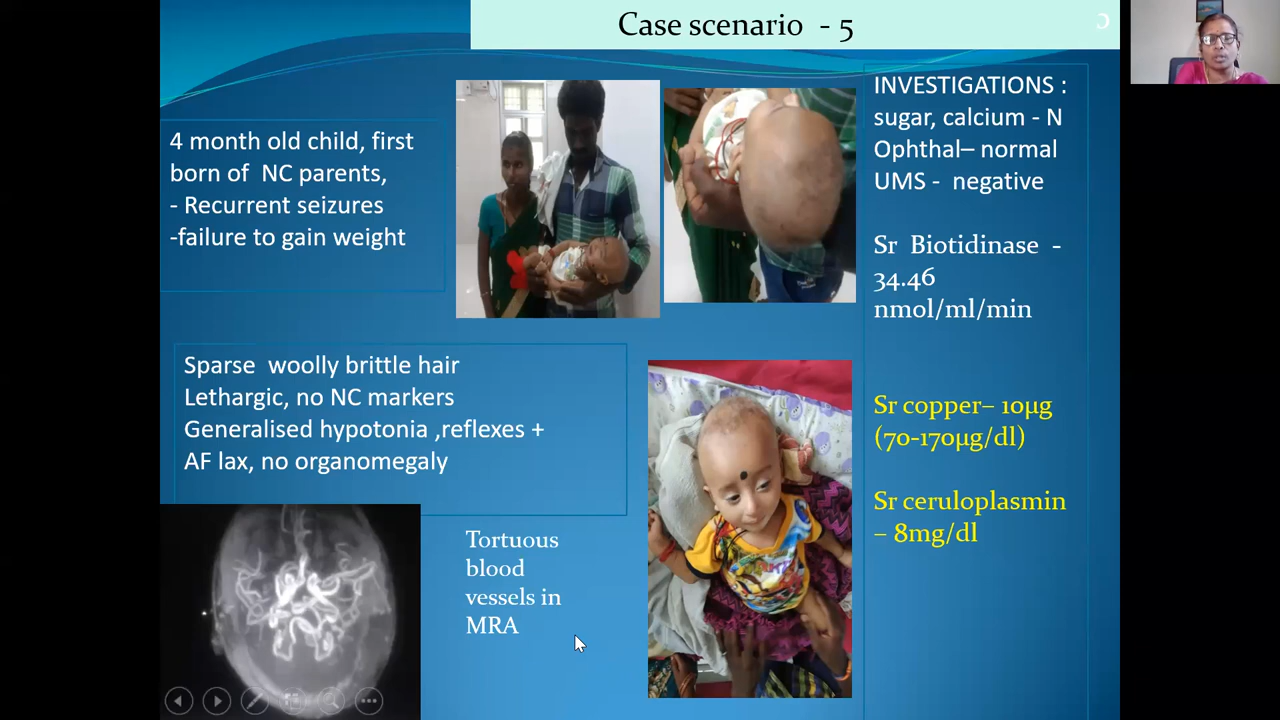 Case scenario - 5
4 month old child, first
born of NC parents,
- Recurrent seizures
-failure to gain weight
Sparse woolly brittle hair
Lethargic, no NC markers
Generalised hypotonia ,reflexes +
AF lax, no organomegaly
Tortuous
blood
vessels in
MRA
INVESTIGATIONS :
sugar, calcium - N
Ophthal– normal
UMS - negative
Sr Biotidinase -
34.46
nmol/ml/min
Sr copper– 10µg
(70-170µg/dl)
Sr ceruloplasmin
– 8mg/dl